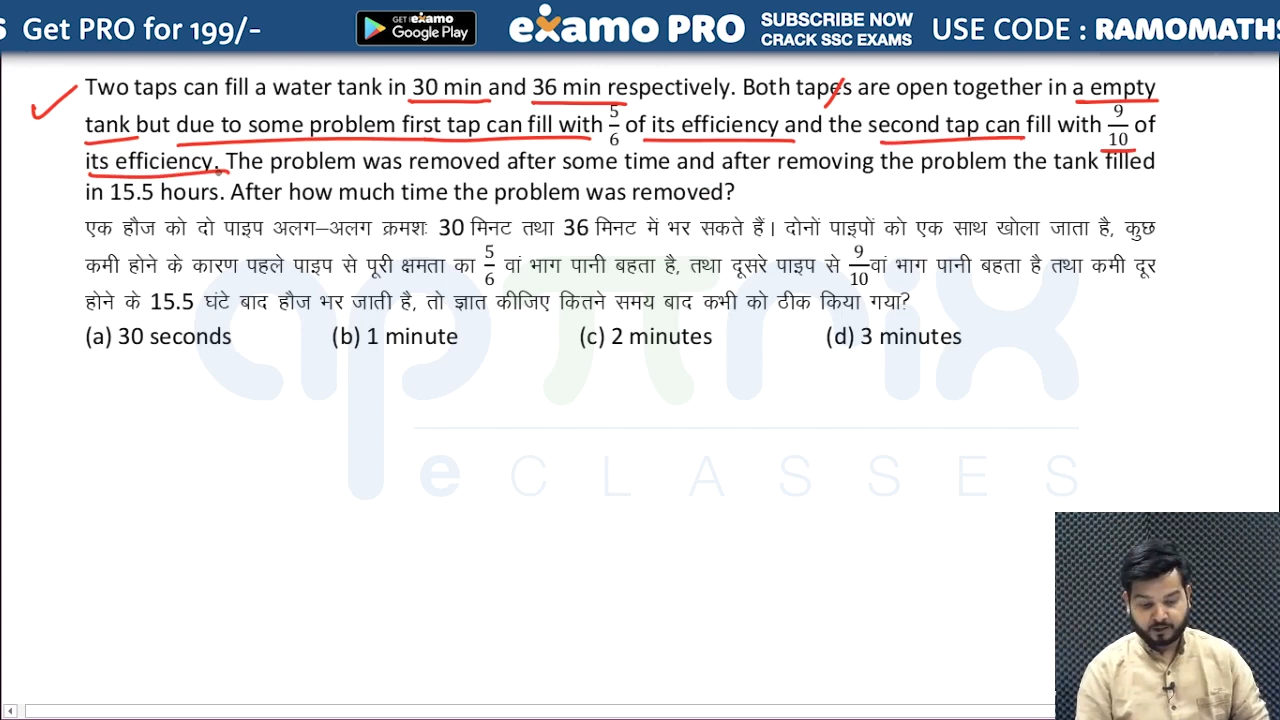 S Get PRO for 199/-
GET IT examo
Google Play
examo PRO
SUBSCRIBE NOW
CRACK SSC EXAMS
USE CODE : RAMOMATHS
Two taps can fill a water tank in 30 min and 36 min respectively. Both tapes are open together in a empty
tank but due to some problem first tap can fill with 5/6 of its efficiency and the second tap can fill with 9/10 of
its efficiency. The problem was removed after some time and after removing the problem the tank filled
in 15.5 hours. After how much time the problem was removed?
एक हौज को दो पाइप अलग–अलग क्रमशः 30 मिनट तथा 36 मिनट में भर सकते हैं। दोनों पाइपों को एक साथ खोला जाता है, कुछ
कमी होने के कारण पहले पाइप से पूरी क्षमता का 5/6 वां भाग पानी बहता है, तथा दूसरे पाइप से 9/10 वां भाग पानी बहता है तथा कमी दूर
होने के 15.5 घंटे बाद हौज भर जाती है, तो ज्ञात कीजिए कितने समय बाद कभी को ठीक किया गया?
(a) 30 seconds (b) 1 minute (c) 2 minutes (d) 3 minutes
apπnix
e CLASSES